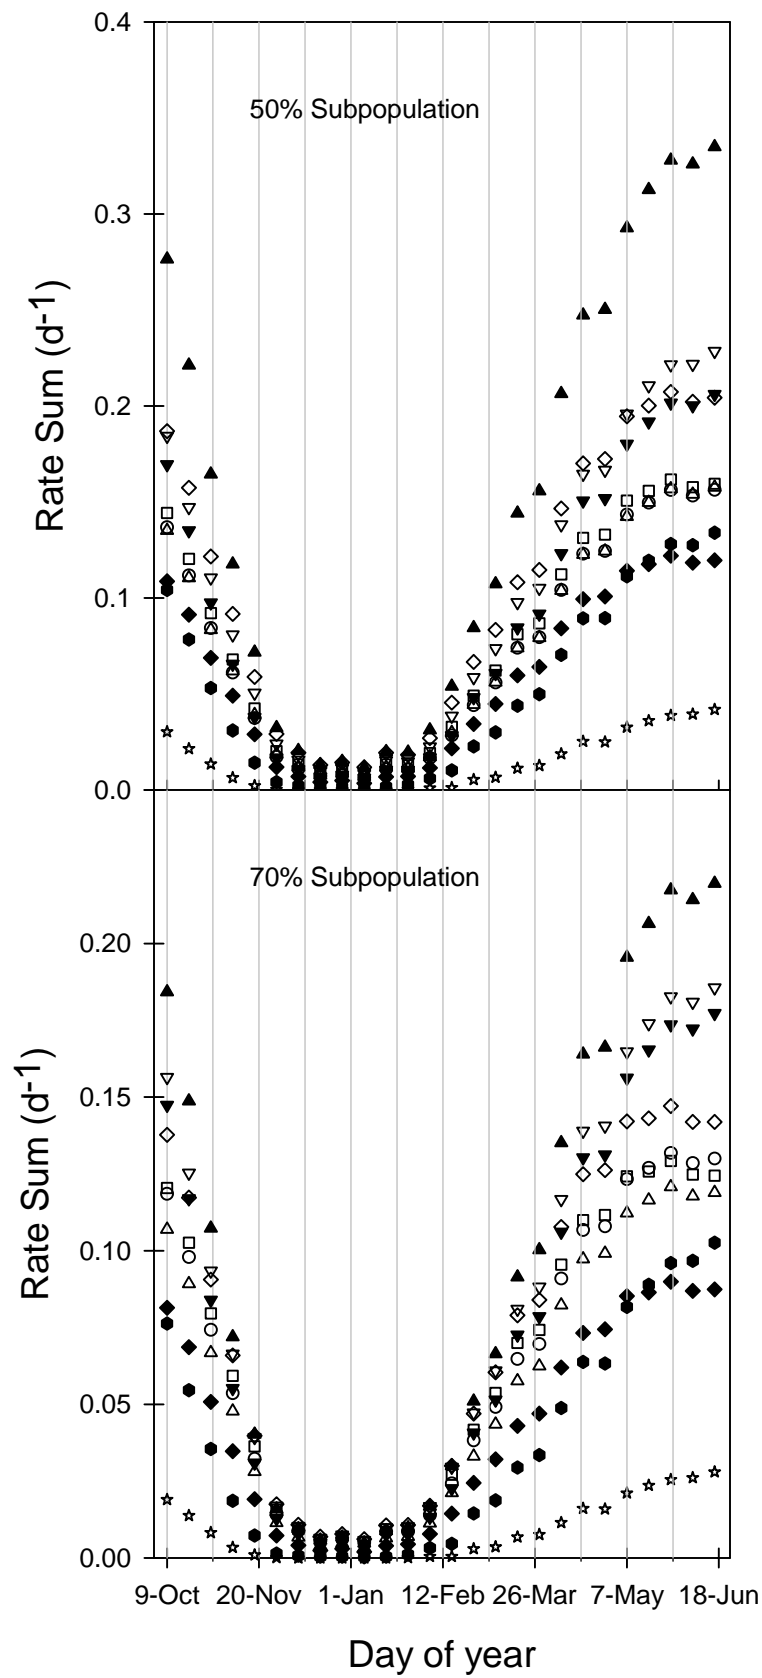 0.4
50% Subpopulation
0.3
0.2
0.1
0.0
Rate Sum (d-1)
70% Subpopulation
0.20
0.15
0.10
0.05
0.00
Rate Sum (d-1)
9-Oct 20-Nov 1-Jan 12-Feb 26-Mar 7-May 18-Jun
Day of year